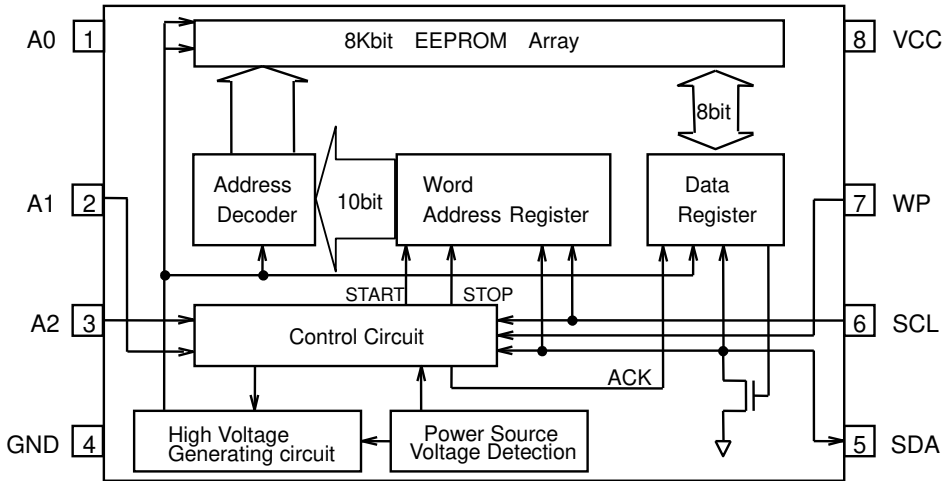 A0 1 8Kbit EEPROM Array 8 VCC
8bit
A1 2 Address
Decoder 10bit Word
Address Register Data
Register 7 WP
START STOP
A2 3 Control Circuit 6 SCL
ACK
GND 4 High Voltage
Generating circuit Power Source
Voltage Detection 5 SDA